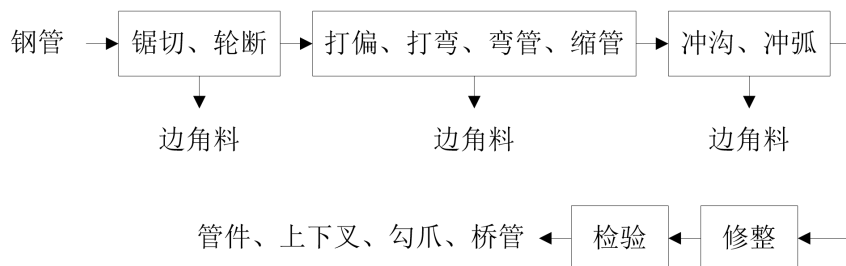 钢管
锯切、轮断
打偏、打弯、弯管、缩管
冲沟、冲弧
边角料
边角料
边角料
修整
检验
管件、上下叉、勾爪、桥管